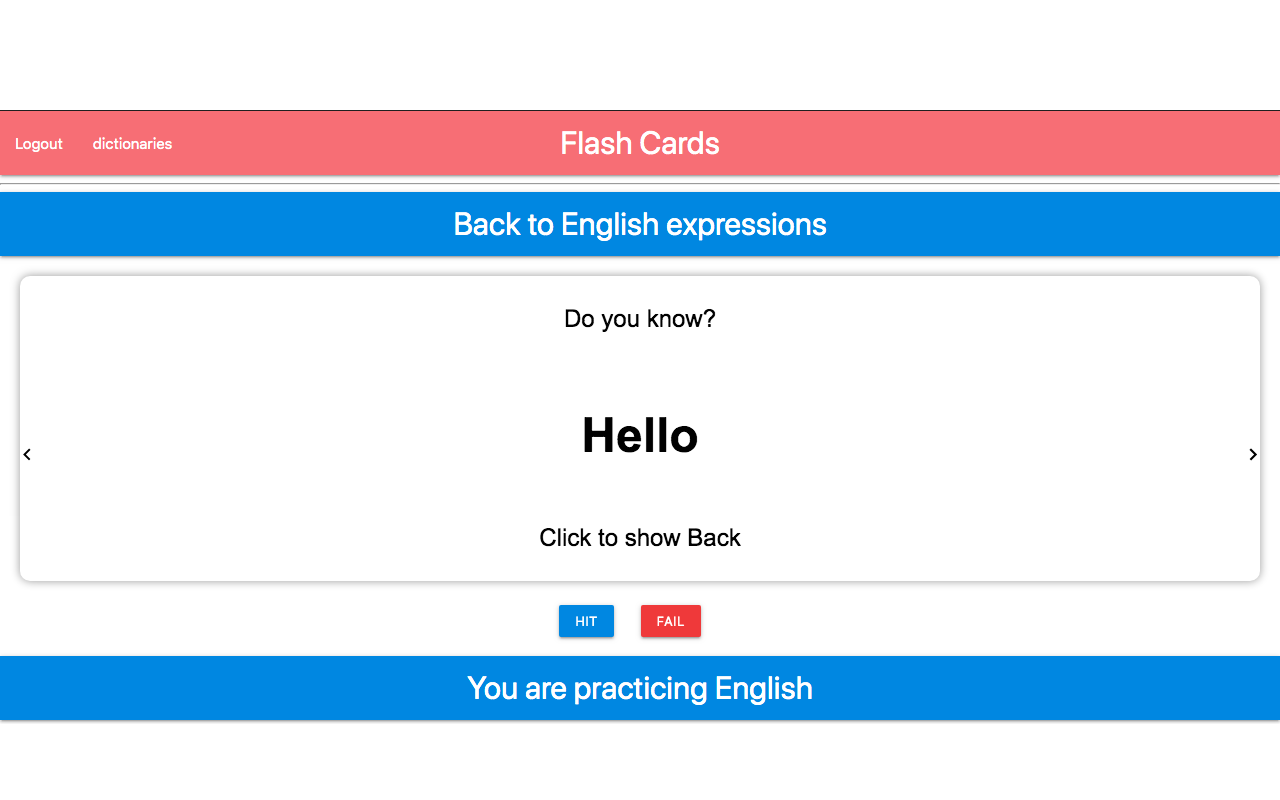 Logout dictionaries Flash Cards
Back to English expressions
Do you know?
Hello
Click to show Back
HIT FAIL
You are practicing English